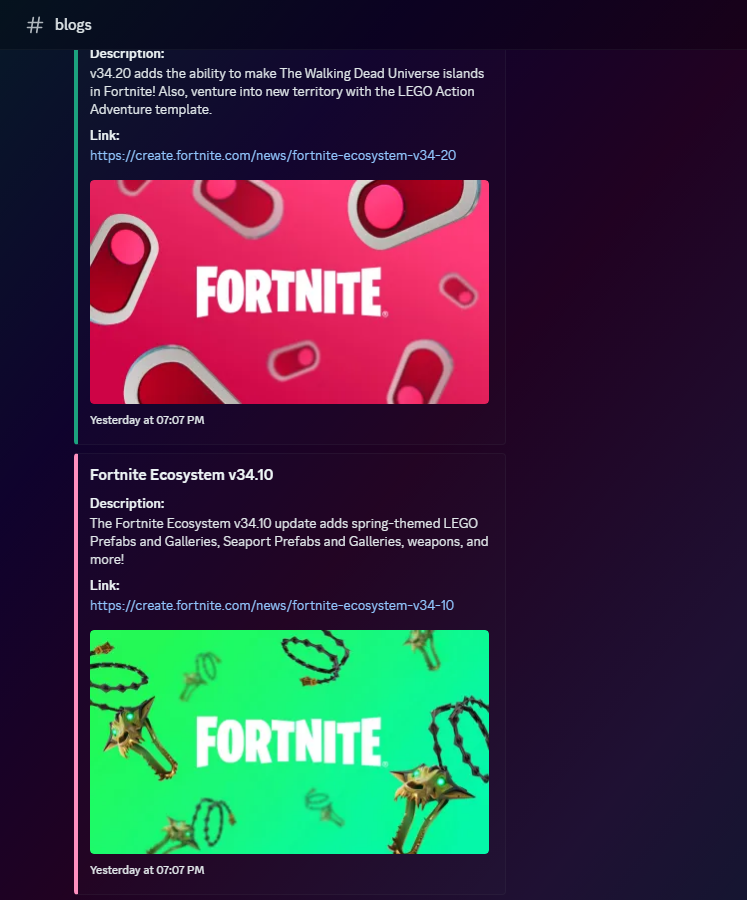 # blogs
Description:
v34.20 adds the ability to make The Walking Dead Universe islands
in Fortnite! Also, venture into new territory with the LEGO Action
Adventure template.
Link:
https://create.fortnite.com/news/fortnite-ecosystem-v34-20
FORTNITE®
Yesterday at 07:07 PM
Fortnite Ecosystem v34.10
Description:
The Fortnite Ecosystem v34.10 update adds spring-themed LEGO
Prefabs and Galleries, Seaport Prefabs and Galleries, weapons, and
more!
Link:
https://create.fortnite.com/news/fortnite-ecosystem-v34-10
FORTNITE®
Yesterday at 07:07 PM